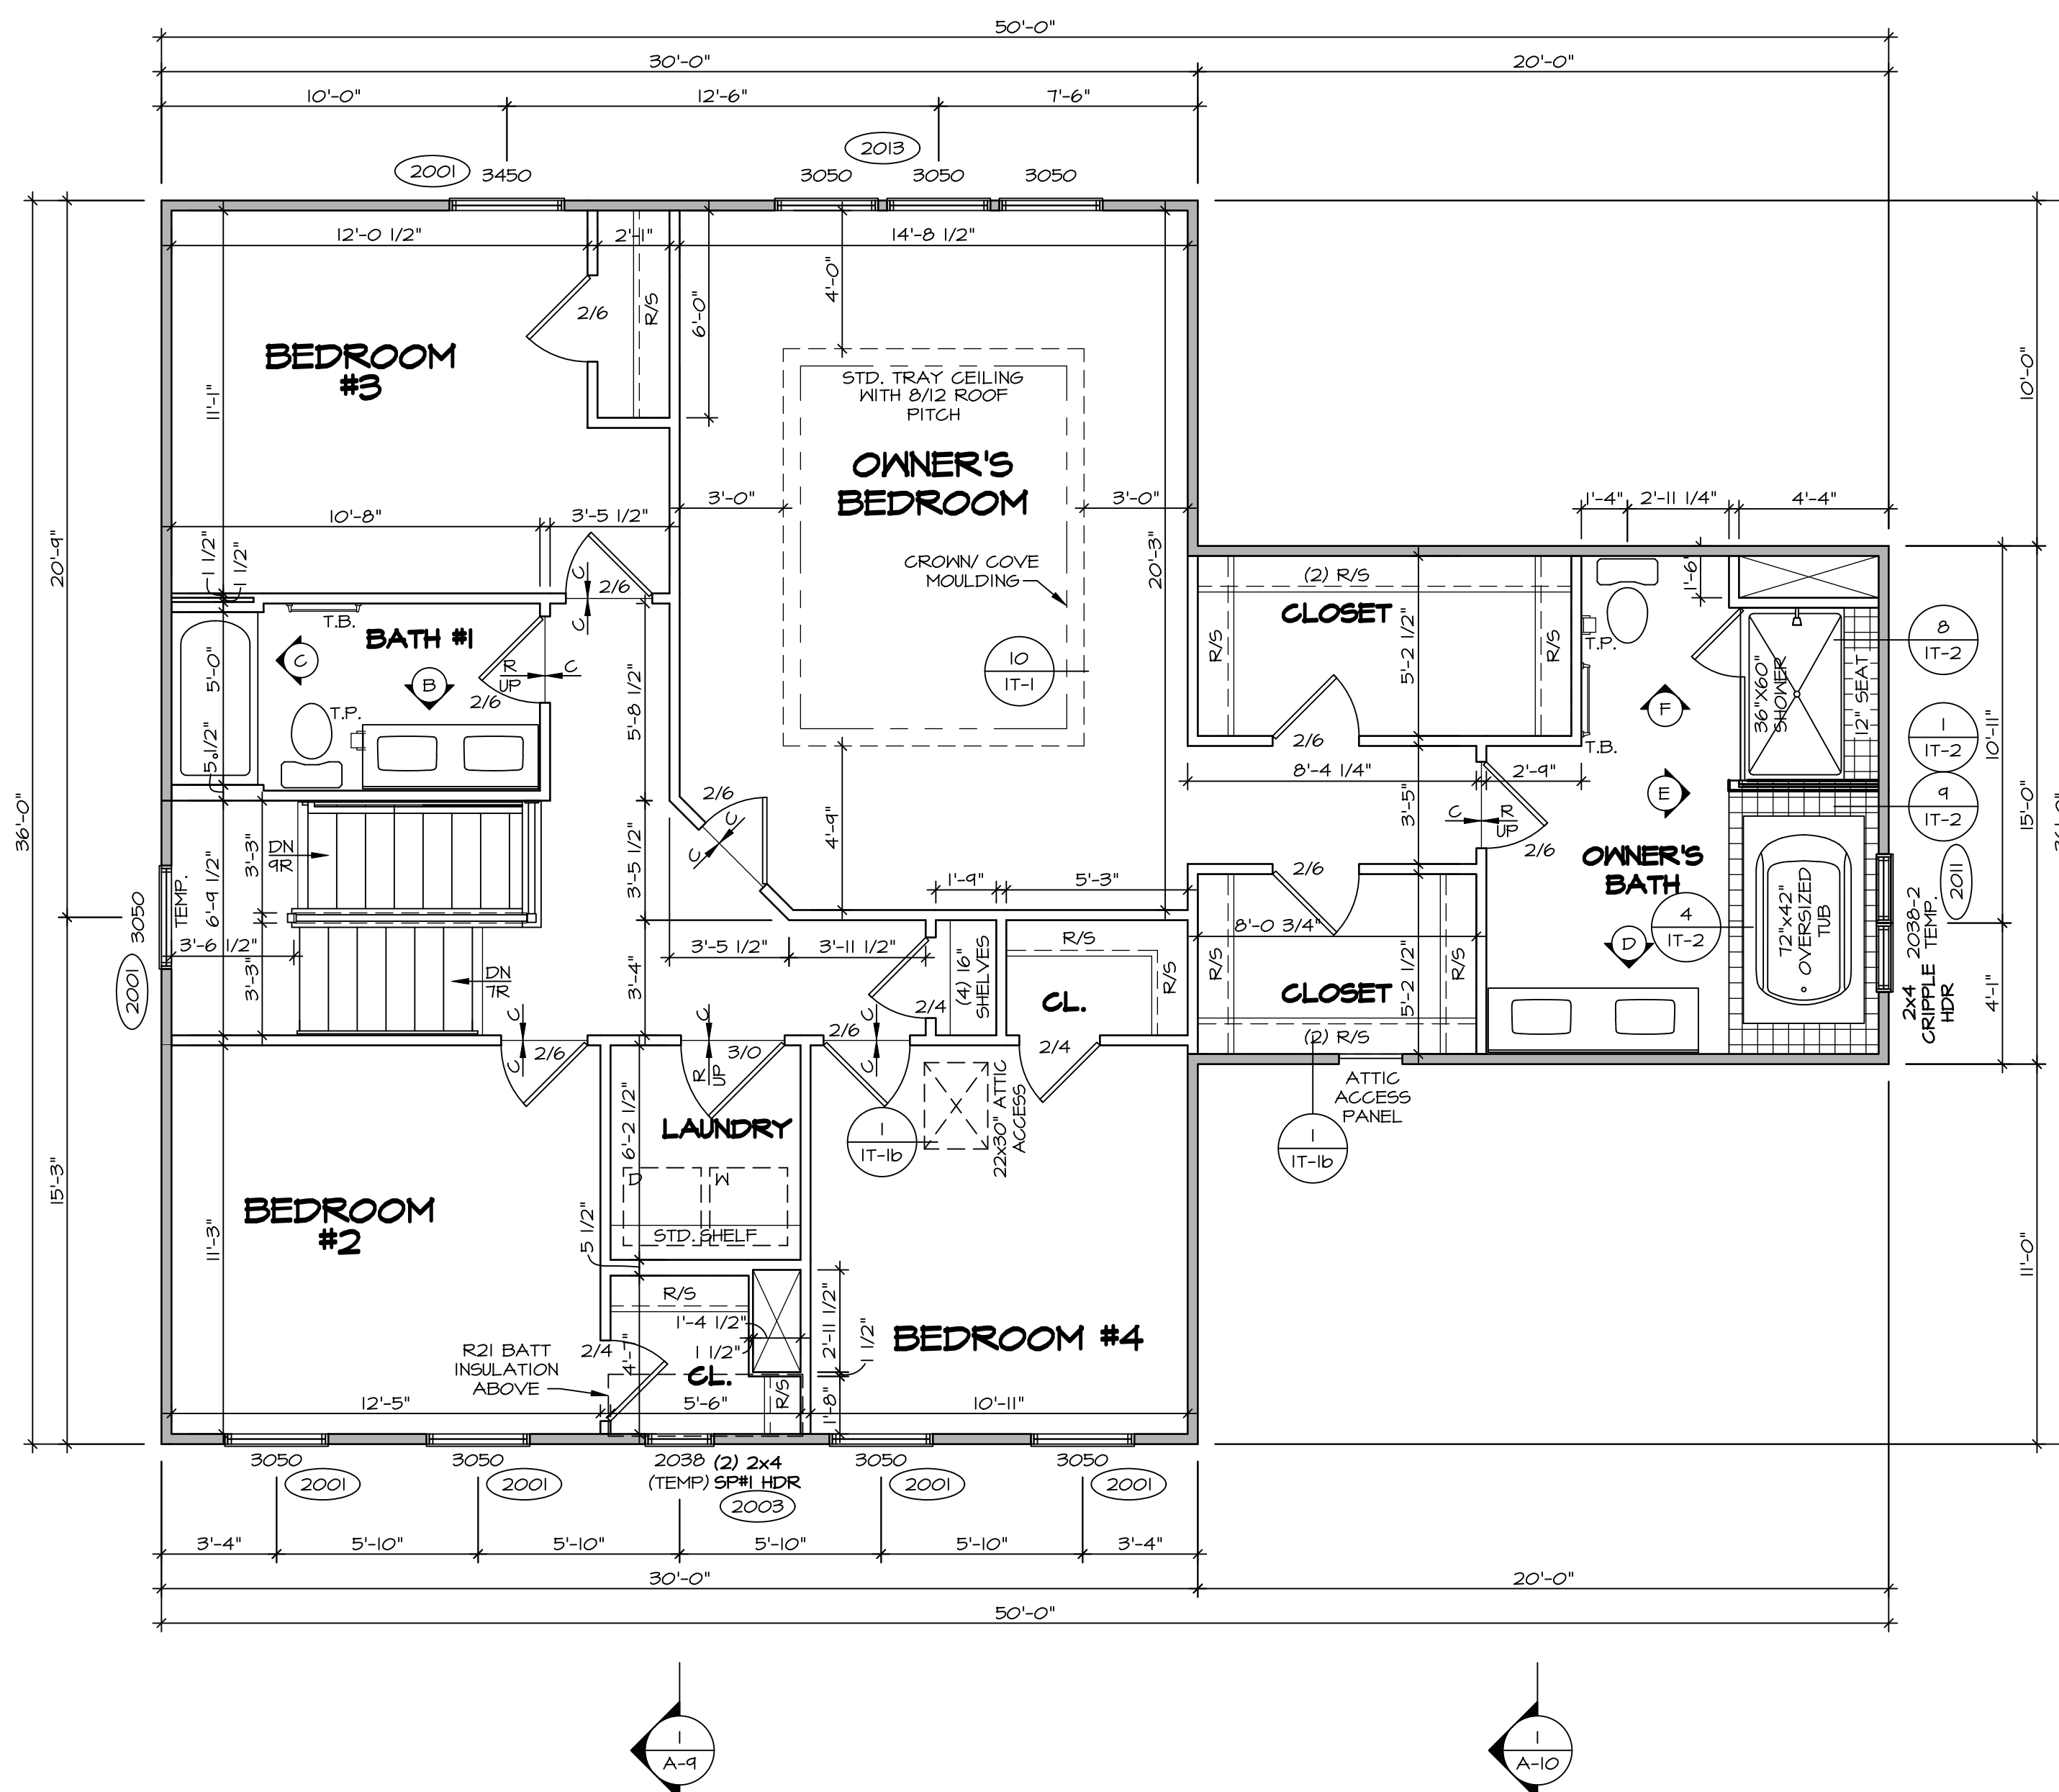 50'-0"
30'-0"
20'-0"
10'-0"
12'-6"
7'-6"
2001
3450
2013
3050
3050
3050
12'-0 1/2"
2'-1"
14'-8 1/2"
4'-0"
6'-0"
2/6
R/S
BEDROOM
#3
11'-1"
STD. TRAY CEILING
WITH 8/12 ROOF
PITCH
OWNER'S
BEDROOM
3'-0"
3'-0"
10'-0"
10'-8"
3'-5 1/2"
1'-4"
2'-11 1/4"
4'-4"
20'-9"
1 1/2"
1 1/2"
20'-3"
CROWN/ COVE
MOULDING
C
2/6
C
(2) R/S
1'-6"
CLOSET
T.B.
BATH #1
C
B
5'-0"
R
UP
C
2/6
10
IT-1
R/S
R/S
5'-2 1/2"
T.P.
8
IT-2
36"X60"
SHOWER
12" SEAT
F
T.P.
5'-8 1/2"
5 1/2"
T.B.
1
IT-2
10'-11"
2/6
8'-4 1/4"
2'-9"
36'-0"
2/6
C
C
4'-9"
3'-5"
C
R
UP
2/6
E
9
IT-2
15'-0"
36'-0"
DN
9R
3'-3"
6'-9 1/2"
3'-5 1/2"
OWNER'S
BATH
2011
2/6
1'-9"
5'-3"
3050
TEMP.
2001
4
IT-2
72"x42"
OVERSIZED
TUB
2038-2
TEMP.
2x4
CRIPPLE
HDR
3'-6 1/2"
3'-3"
DN
7R
3'-4"
3'-5 1/2"
3'-11 1/2"
(4) 16"
SHELVES
R/S
R/S
CL.
8'-0 3/4"
R/S
R/S
D
CLOSET
5'-2 1/2"
(2) R/S
4'-1"
2/4
C
C
2/6
C
R
UP
3/0
2/6
C
2/4
22x30" ATTIC
ACCESS
ATTIC
ACCESS
PANEL
1
IT-1b
1
IT-1b
LAUNDRY
6'-2 1/2"
D
W
STD. SHELF
15'-3"
BEDROOM
#2
11'-3"
5 1/2"
11'-0"
R/S
1'-4 1/2"
1 1/2"
2'-11 1/2"
1 1/2"
BEDROOM #4
R21 BATT
INSULATION
ABOVE
2/4
4'-7"
CL.
R/S
1'-8"
12'-5"
5'-6"
10'-11"
3050
3050
2038
(TEMP)
(2) 2x4
SP#1 HDR
3050
3050
2001
2001
2003
2001
2001
3'-4"
5'-10"
5'-10"
5'-10"
5'-10"
3'-4"
30'-0"
20'-0"
50'-0"
1
A-9
1
A-10